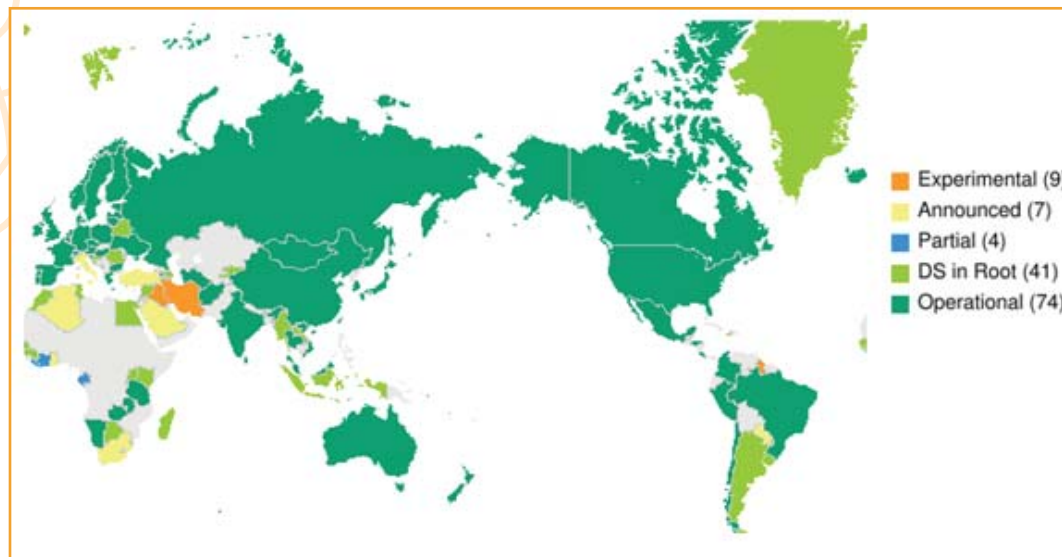 Experimental (9)
Announced (7)
Partial (4)
DS in Root (41)
Operational (74)